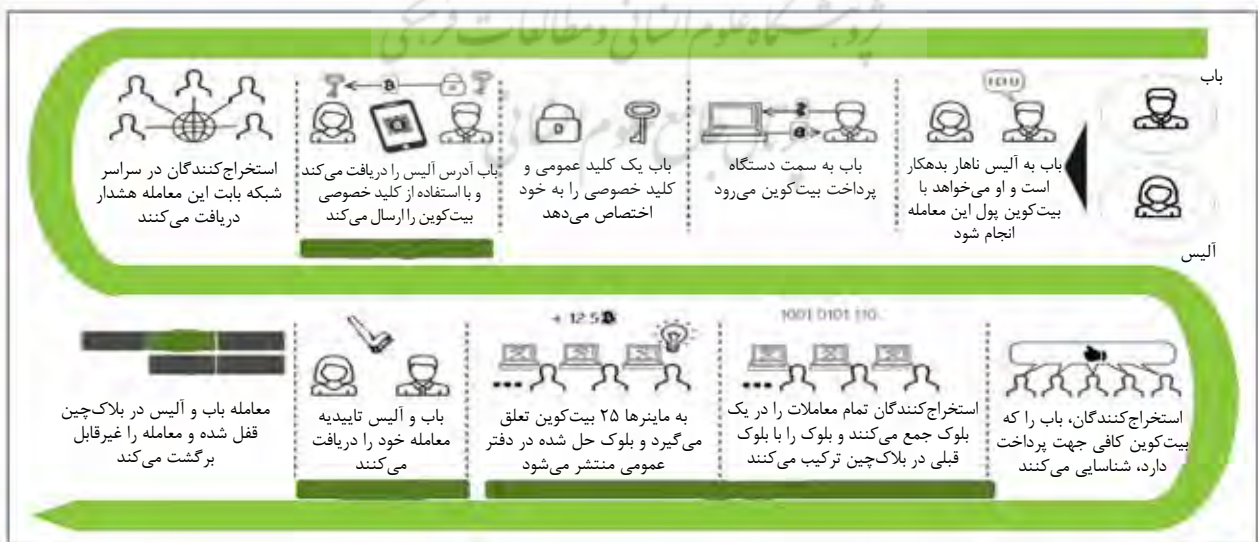 پژوهشگاه علوم انسانی و مطالعات فرهنگی
باب
آلیس
باب به آلیس ناهار بدهکار
است و او می‌خواهد با
بیت‌کوین پول این معامله
انجام شود
باب به سمت دستگاه
پرداخت بیت‌کوین می‌رود
باب یک کلید عمومی و
کلید خصوصی را به خود
اختصاص می‌دهد
باب آدرس آلیس را دریافت می‌کند
و با استفاده از کلید خصوصی
بیت‌کوین را ارسال می‌کند
استخراج‌کنندگان در سراسر
شبکه بابت این معامله هشدار
دریافت می‌کنند
استخراج‌کنندگان، باب را که
بیت‌کوین کافی جهت پرداخت
دارد، شناسایی می‌کنند
1001 0101 110..
استخراج‌کنندگان تمام معاملات را در یک
بلوک جمع می‌کنند و بلوک را با بلوک
قبلی در بلاک‌چین ترکیب می‌کنند
+ 12.5
به ماینرها ۲۵ بیت‌کوین تعلق
می‌گیرد و بلوک حل شده در دفتر
عمومی منتشر می‌شود
باب و آلیس تاییدیه
معامله خود را دریافت
می‌کنند
معامله باب و آلیس در بلاک‌چین
قفل شده و معامله را غیرقابل
برگشت می‌کند